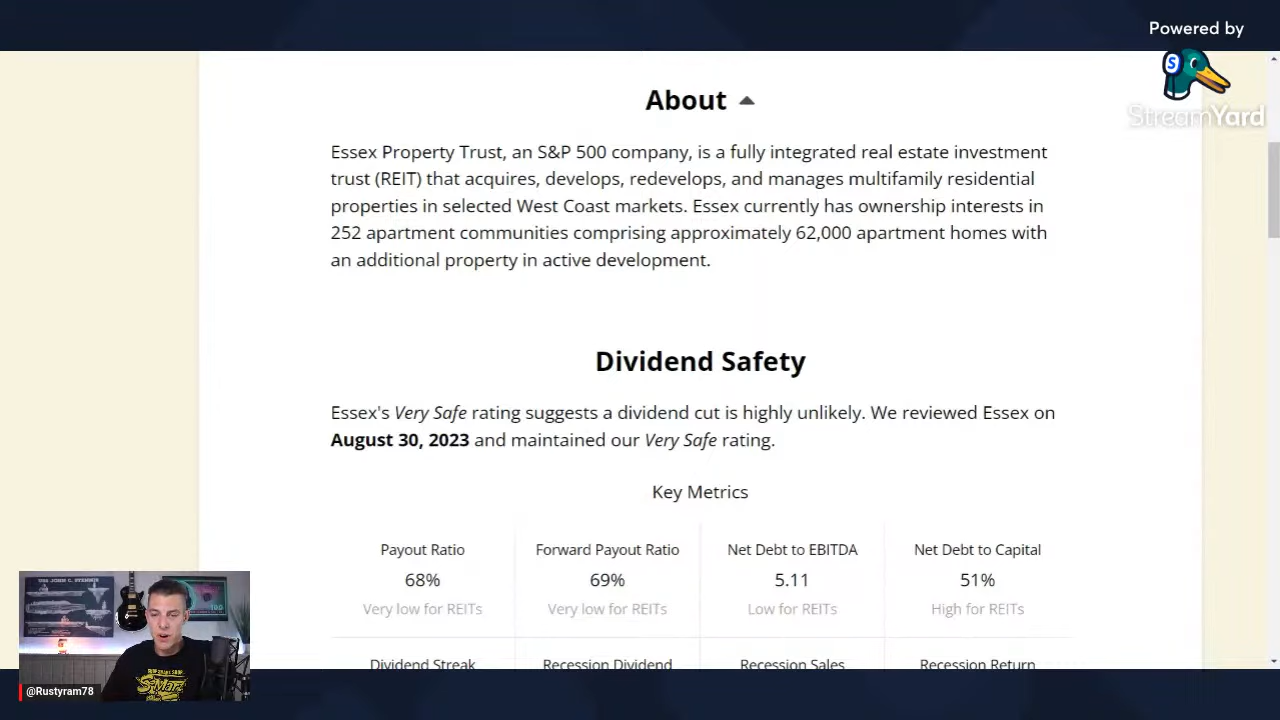 Powered by
StreamYard
About
Essex Property Trust, an S&P 500 company, is a fully integrated real estate investment
trust (REIT) that acquires, develops, redevelops, and manages multifamily residential
properties in selected West Coast markets. Essex currently has ownership interests in
252 apartment communities comprising approximately 62,000 apartment homes with
an additional property in active development.
Dividend Safety
Essex's Very Safe rating suggests a dividend cut is highly unlikely. We reviewed Essex on
August 30, 2023 and maintained our Very Safe rating.
Key Metrics
Payout Ratio
68%
Very low for REITs
Forward Payout Ratio
69%
Very low for REITs
Net Debt to EBITDA
5.11
Low for REITs
Net Debt to Capital
51%
High for REITs
Dividend Streak
Recession Dividend
Recession Sales
Recession Return
USS JOHN C. STENNIS
@Rustyram78